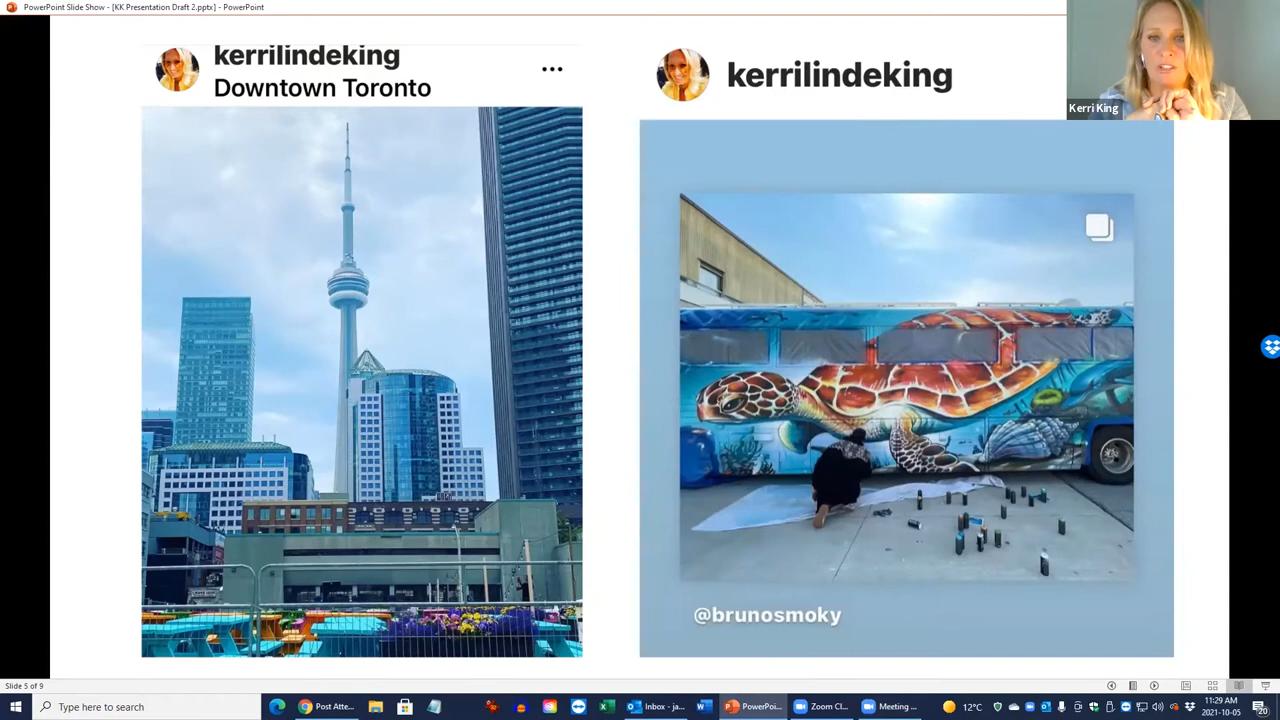 PowerPoint Slide Show - [KK Presentation Draft 2.pptx] - PowerPoint
kerrilindeking
Downtown Toronto
kerrilindeking
Kerri King
@brunosmoky
Slide 5 of 9
Type here to search
Post Atte...
Inbox - ja...
PowerPoi...
Zoom Cl...
Meeting ...
12°C
11:29 AM
2021-10-05
20